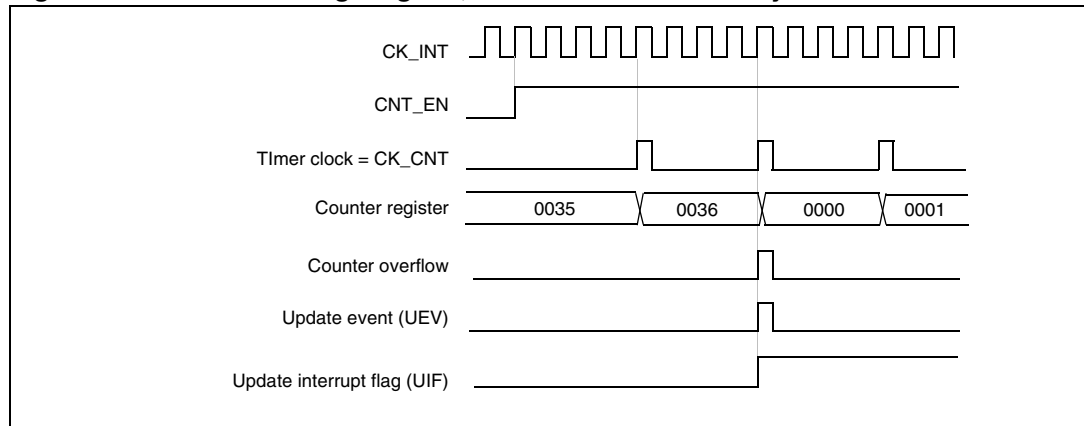 CK_INT
CNT_EN
TImer clock = CK_CNT
Counter register 0035 0036 0000 0001
Counter overflow
Update event (UEV)
Update interrupt flag (UIF)